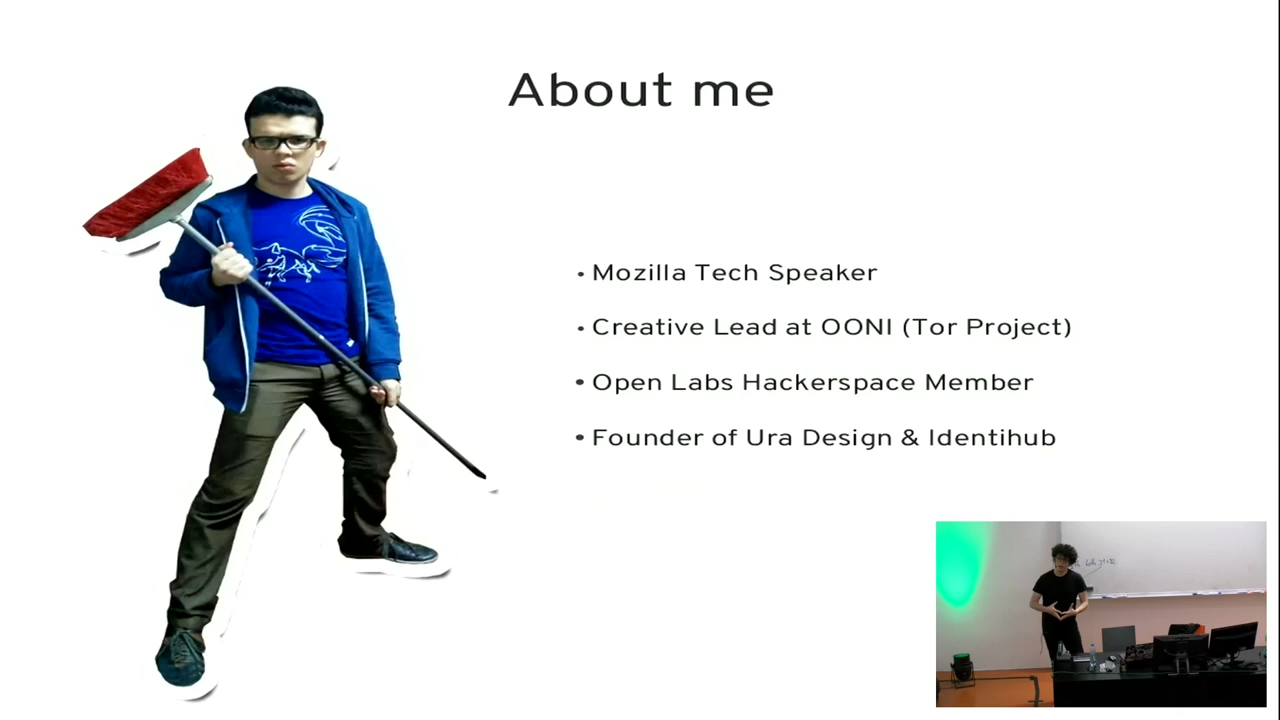 About me
• Mozilla Tech Speaker
• Creative Lead at OONI (Tor Project)
• Open Labs Hackerspace Member
• Founder of Ura Design & Identihub